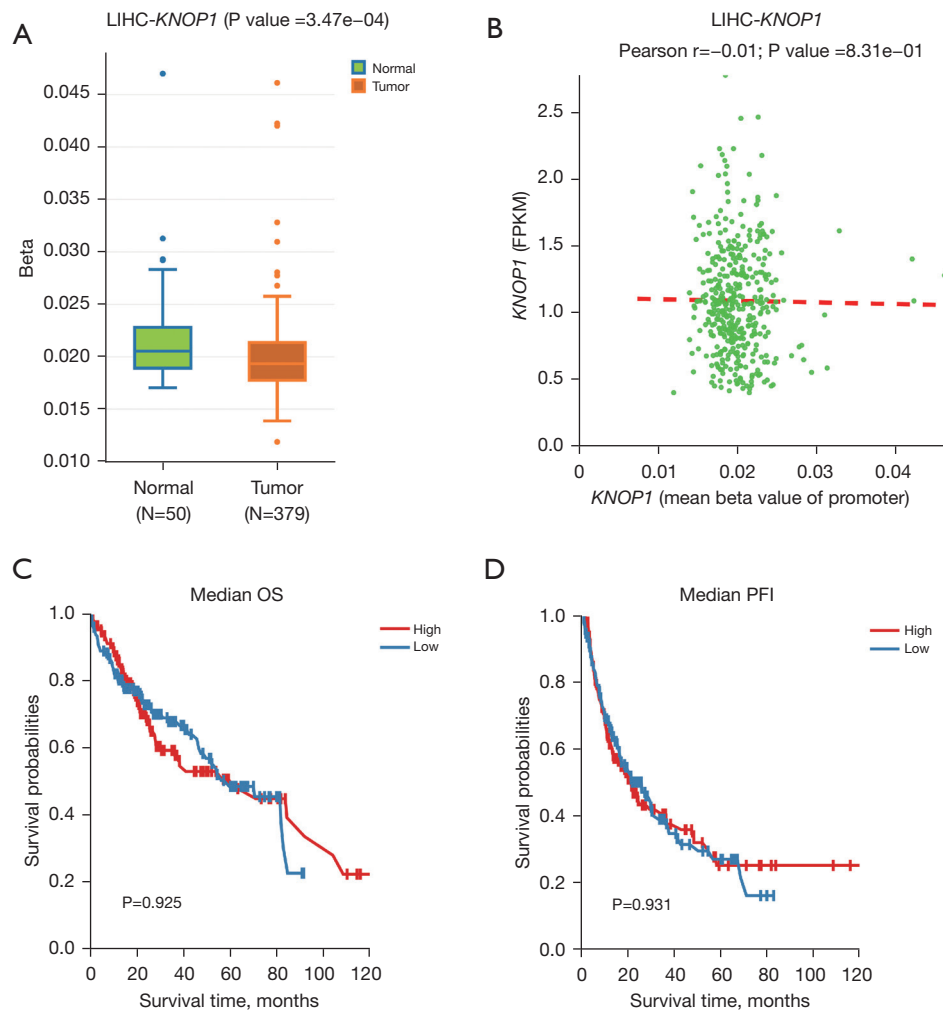 A
LIHC-KNOP1 (P value =3.47e−04)
Normal
Tumor
Beta
0.045
0.040
0.035
0.030
0.025
0.020
0.015
0.010
Normal
(N=50)
Tumor
(N=379)
B
LIHC-KNOP1
Pearson r=−0.01; P value =8.31e−01
KNOP1 (FPKM)
2.5
2.0
1.5
1.0
0.5
0.0
0 0.01 0.02 0.03 0.04
KNOP1 (mean beta value of promoter)
C
Median OS
High
Low
Survival probabilities
1.0
0.8
0.6
0.4
0.2
0.0
P=0.925
0 20 40 60 80 100 120
Survival time, months
D
Median PFI
High
Low
Survival probabilities
1.0
0.8
0.6
0.4
0.2
0.0
P=0.931
0 20 40 60 80 100 120
Survival time, months